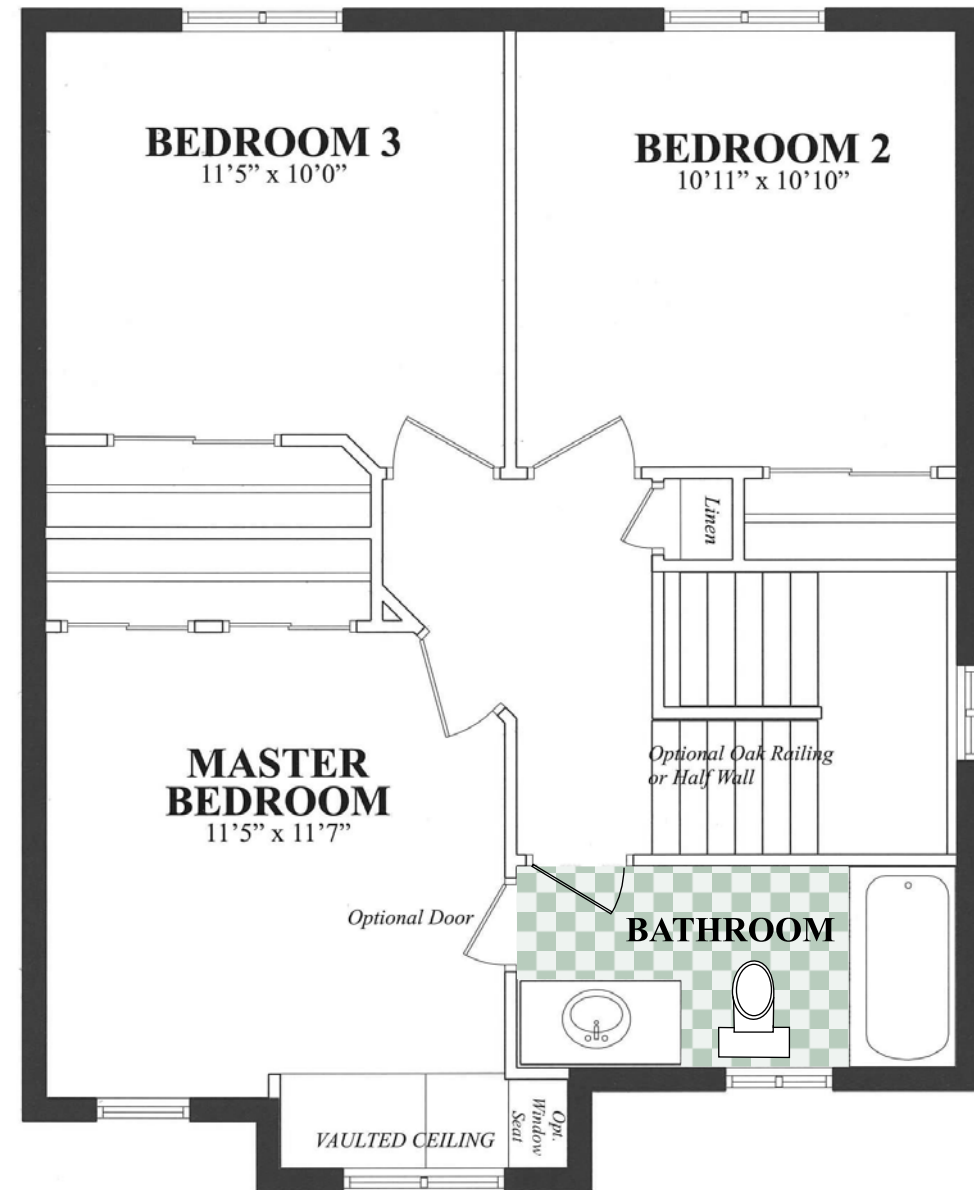 BEDROOM 3
11’5” x 10’0”
BEDROOM 2
10’11” x 10’10”
Linen
Optional Oak Railing
or Half Wall
MASTER
BEDROOM
11’5” x 11’7”
Optional Door
BATHROOM
VAULTED CEILING
Opt.
Window
Seat